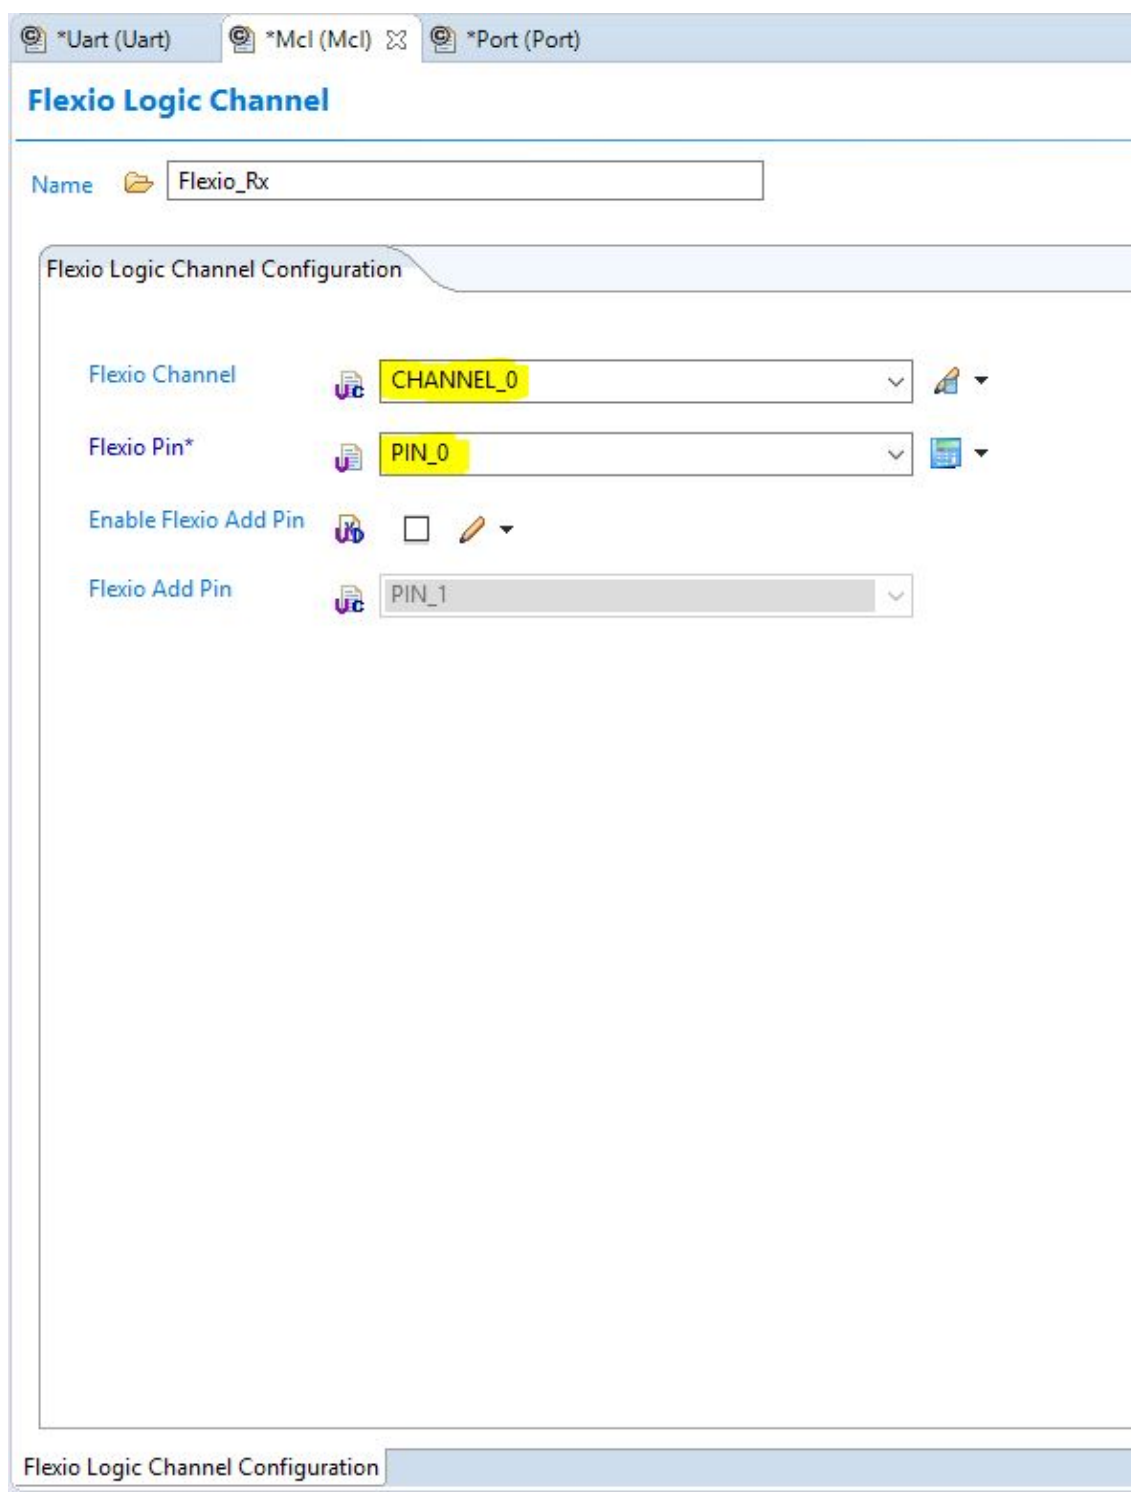 *Uart (Uart) *Mcl (Mcl) *Port (Port)
Flexio Logic Channel
Name Flexio_Rx
Flexio Logic Channel Configuration
Flexio Channel CHANNEL_0
Flexio Pin* PIN_0
Enable Flexio Add Pin
Flexio Add Pin PIN_1
Flexio Logic Channel Configuration